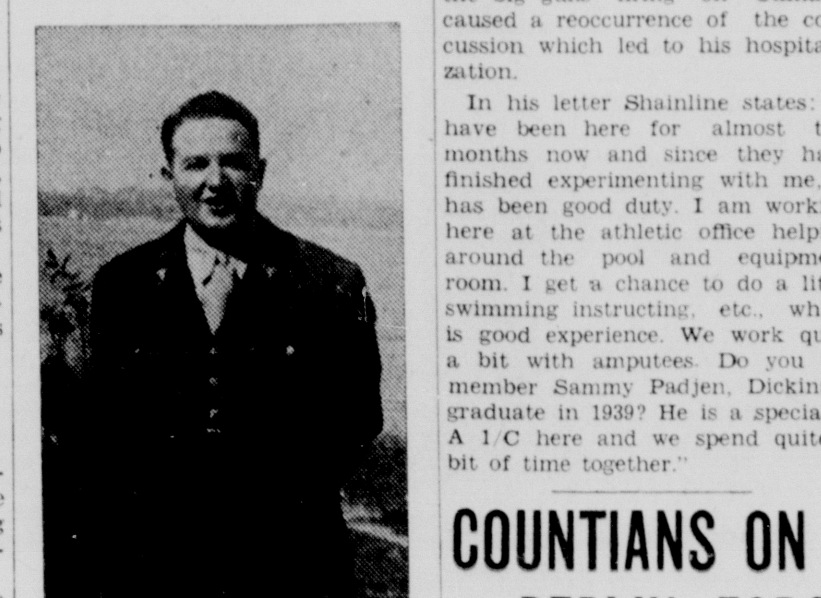 caused a reoccurrence of the co
cussion which led to his hospita
zation.
In his letter Shainline states:
have been here for almost t
months now and since they ha
finished experimenting with me,
has been good duty. I am work
here at the athletic office help
around the pool and equipme
room. I get a chance to do a lit
swimming instructing, etc., wh
is good experience. We work qu
a bit with amputees. Do you
member Sammy Padjen, Dickin
graduate in 1939? He is a specia
A 1/C here and we spend quite
bit of time together."
COUNTIANS ON